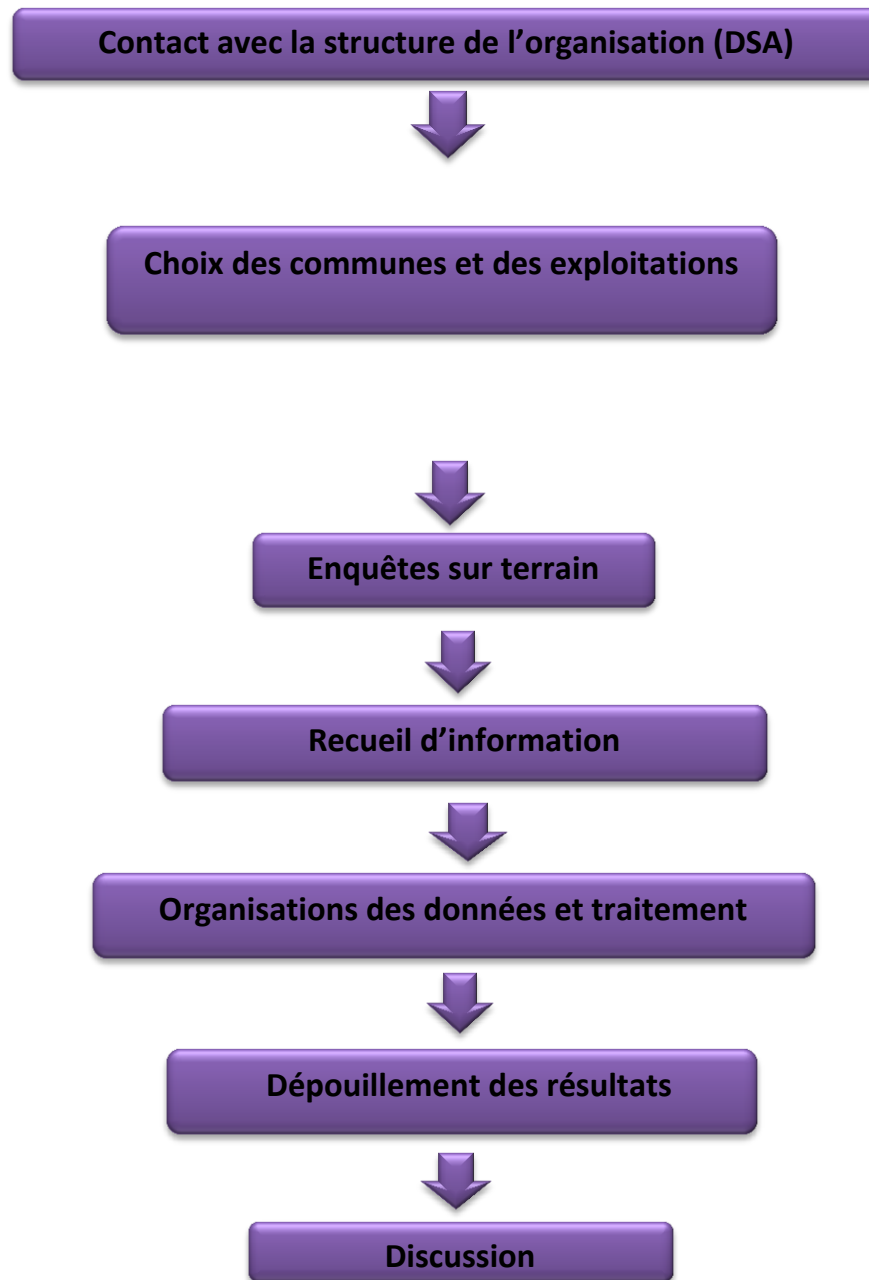 Contact avec la structure de l’organisation (DSA)
Choix des communes et des exploitations
Enquêtes sur terrain
Recueil d’information
Organisations des données et traitement
Dépouillement des résultats
Discussion